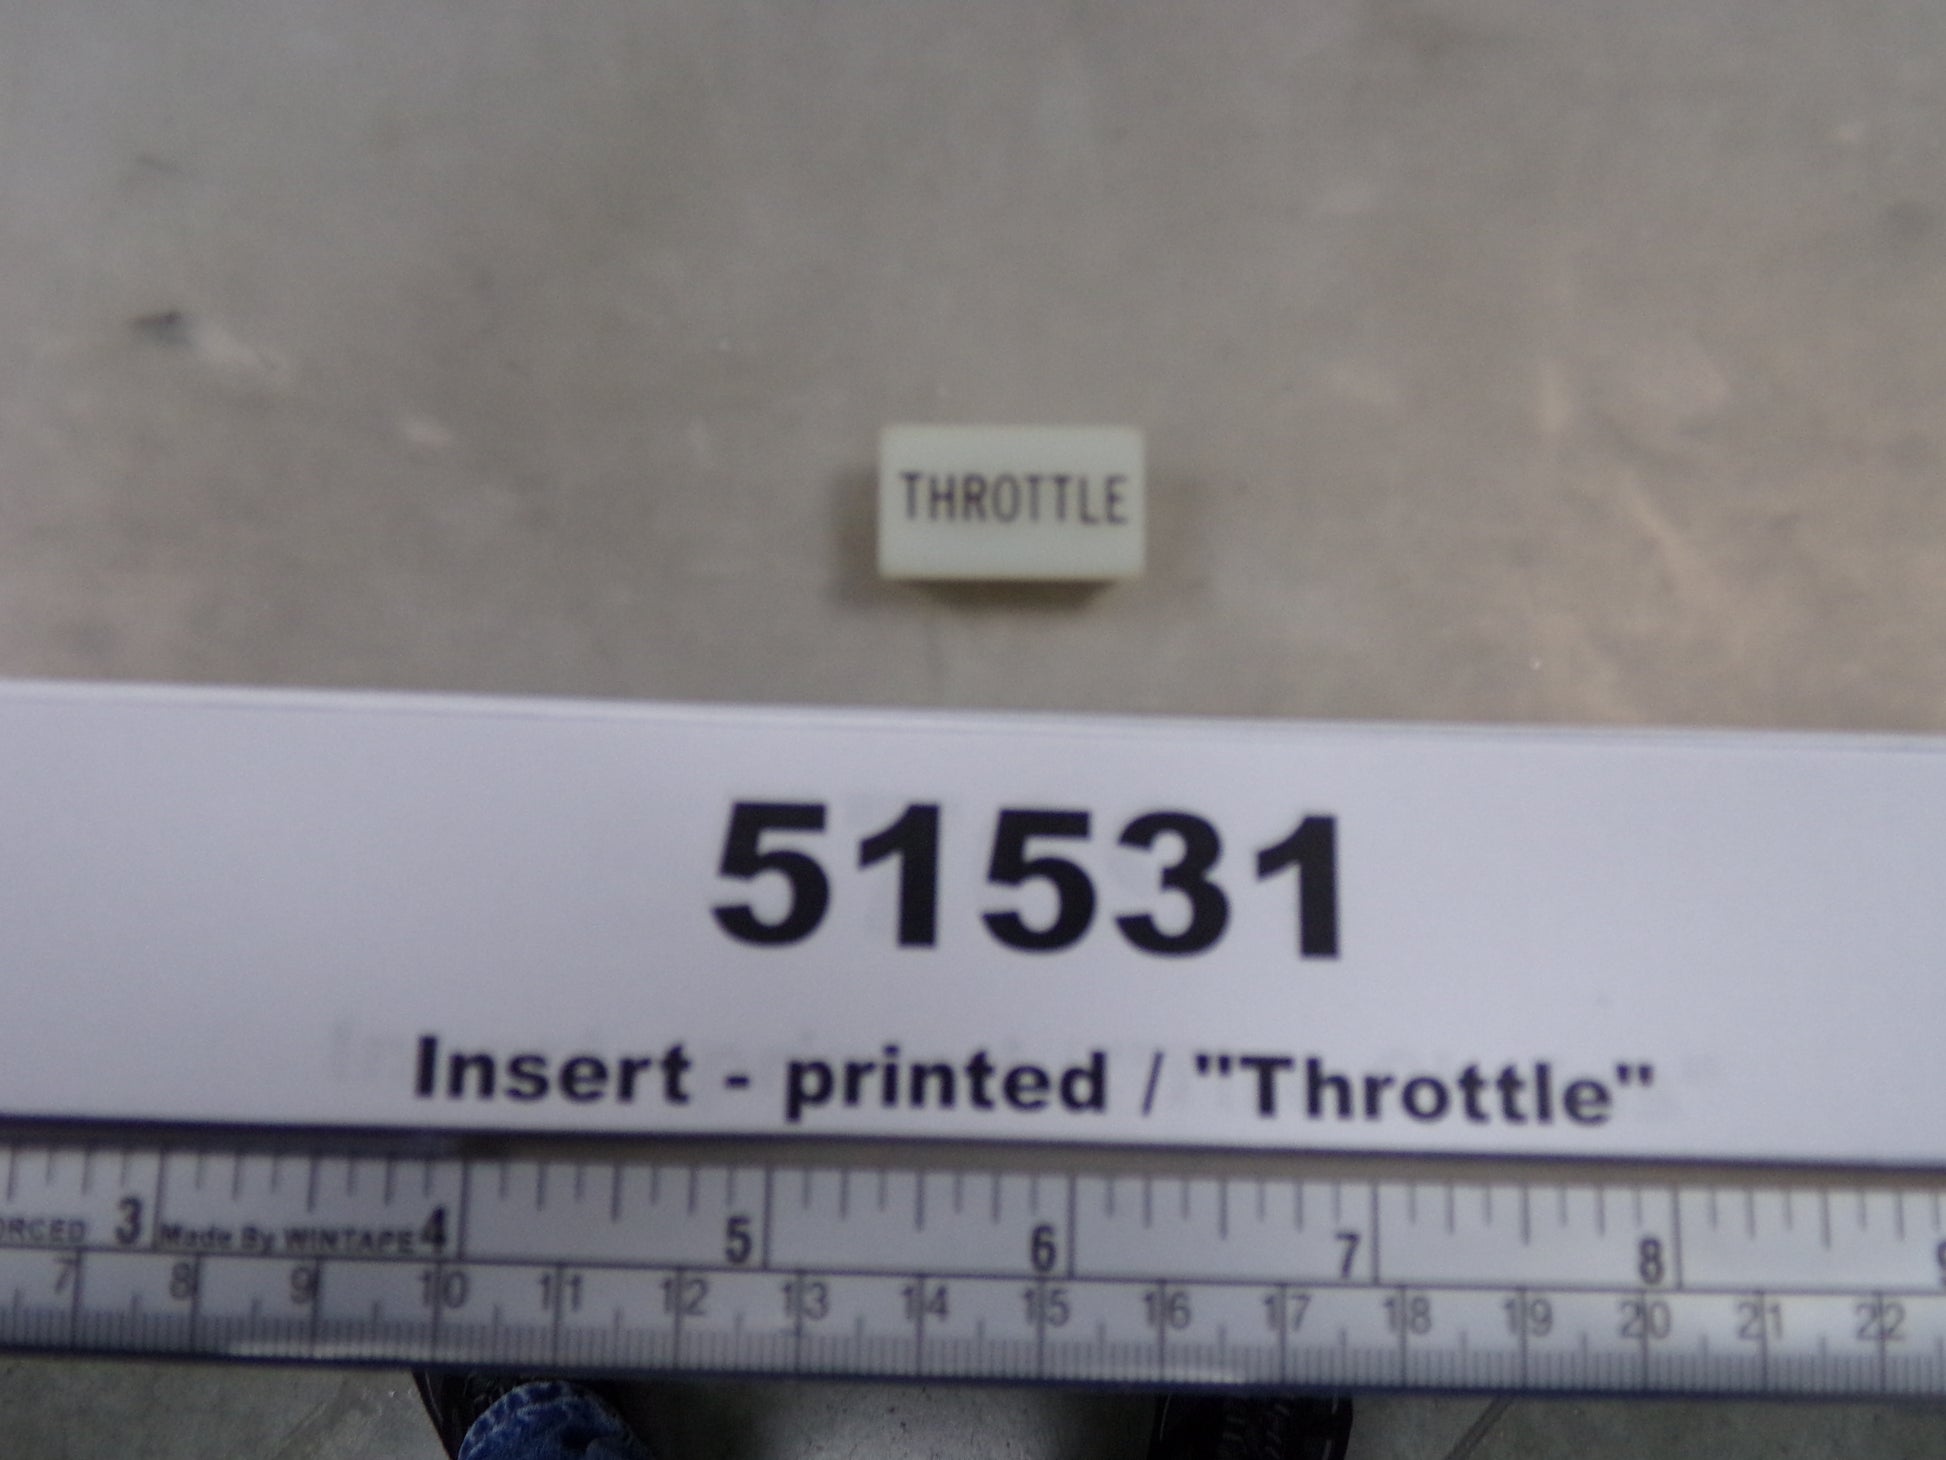 THROTTLE
51531
Insert - printed / "Throttle"
3 Made By WINTAPE 4 5 6 7 8
7 8 9 10 11 12 13 14 15 16 17 18 19 20 21 22